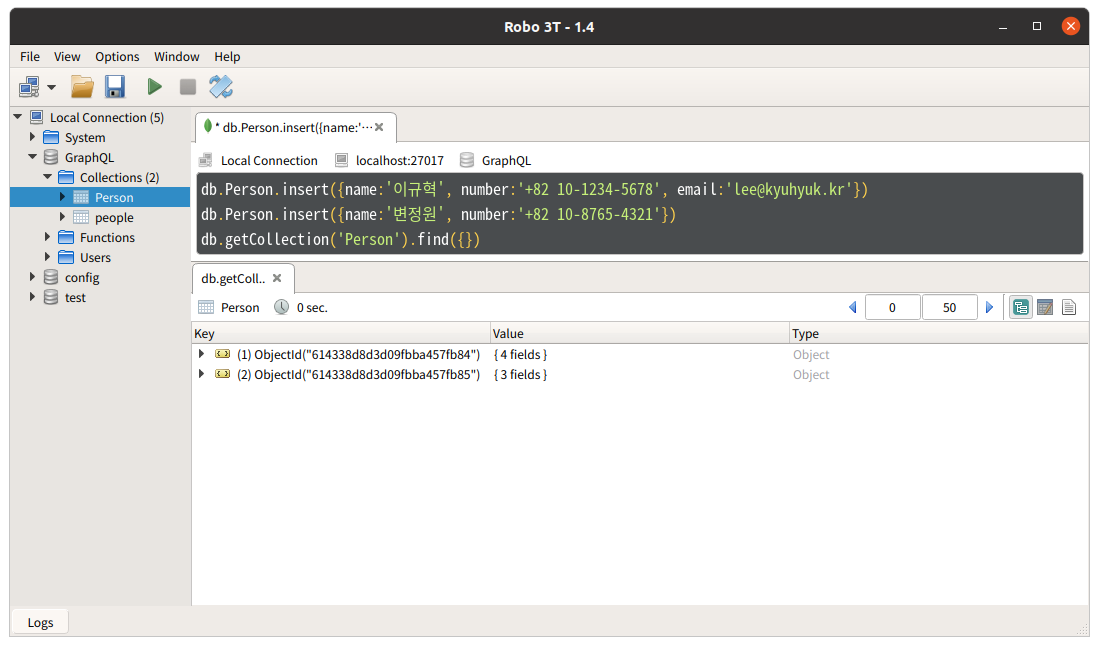 Robo 3T - 1.4
File View Options Window Help
Local Connection (5)
System
GraphQL
Collections (2)
Person
people
Functions
Users
config
test
* db.Person.insert({name:'⋯
Local Connection localhost:27017 GraphQL
db.Person.insert({name:'이규혁', number:'+82 10-1234-5678', email:'lee@kyuhyuk.kr'})
db.Person.insert({name:'변정원', number:'+82 10-8765-4321'})
db.getCollection('Person').find({})
db.getColl..
Person 0 sec. 0 50
Key Value Type
(1) ObjectId("614338d8d3d09fbba457fb84") { 4 fields } Object
(2) ObjectId("614338d8d3d09fbba457fb85") { 3 fields } Object
Logs